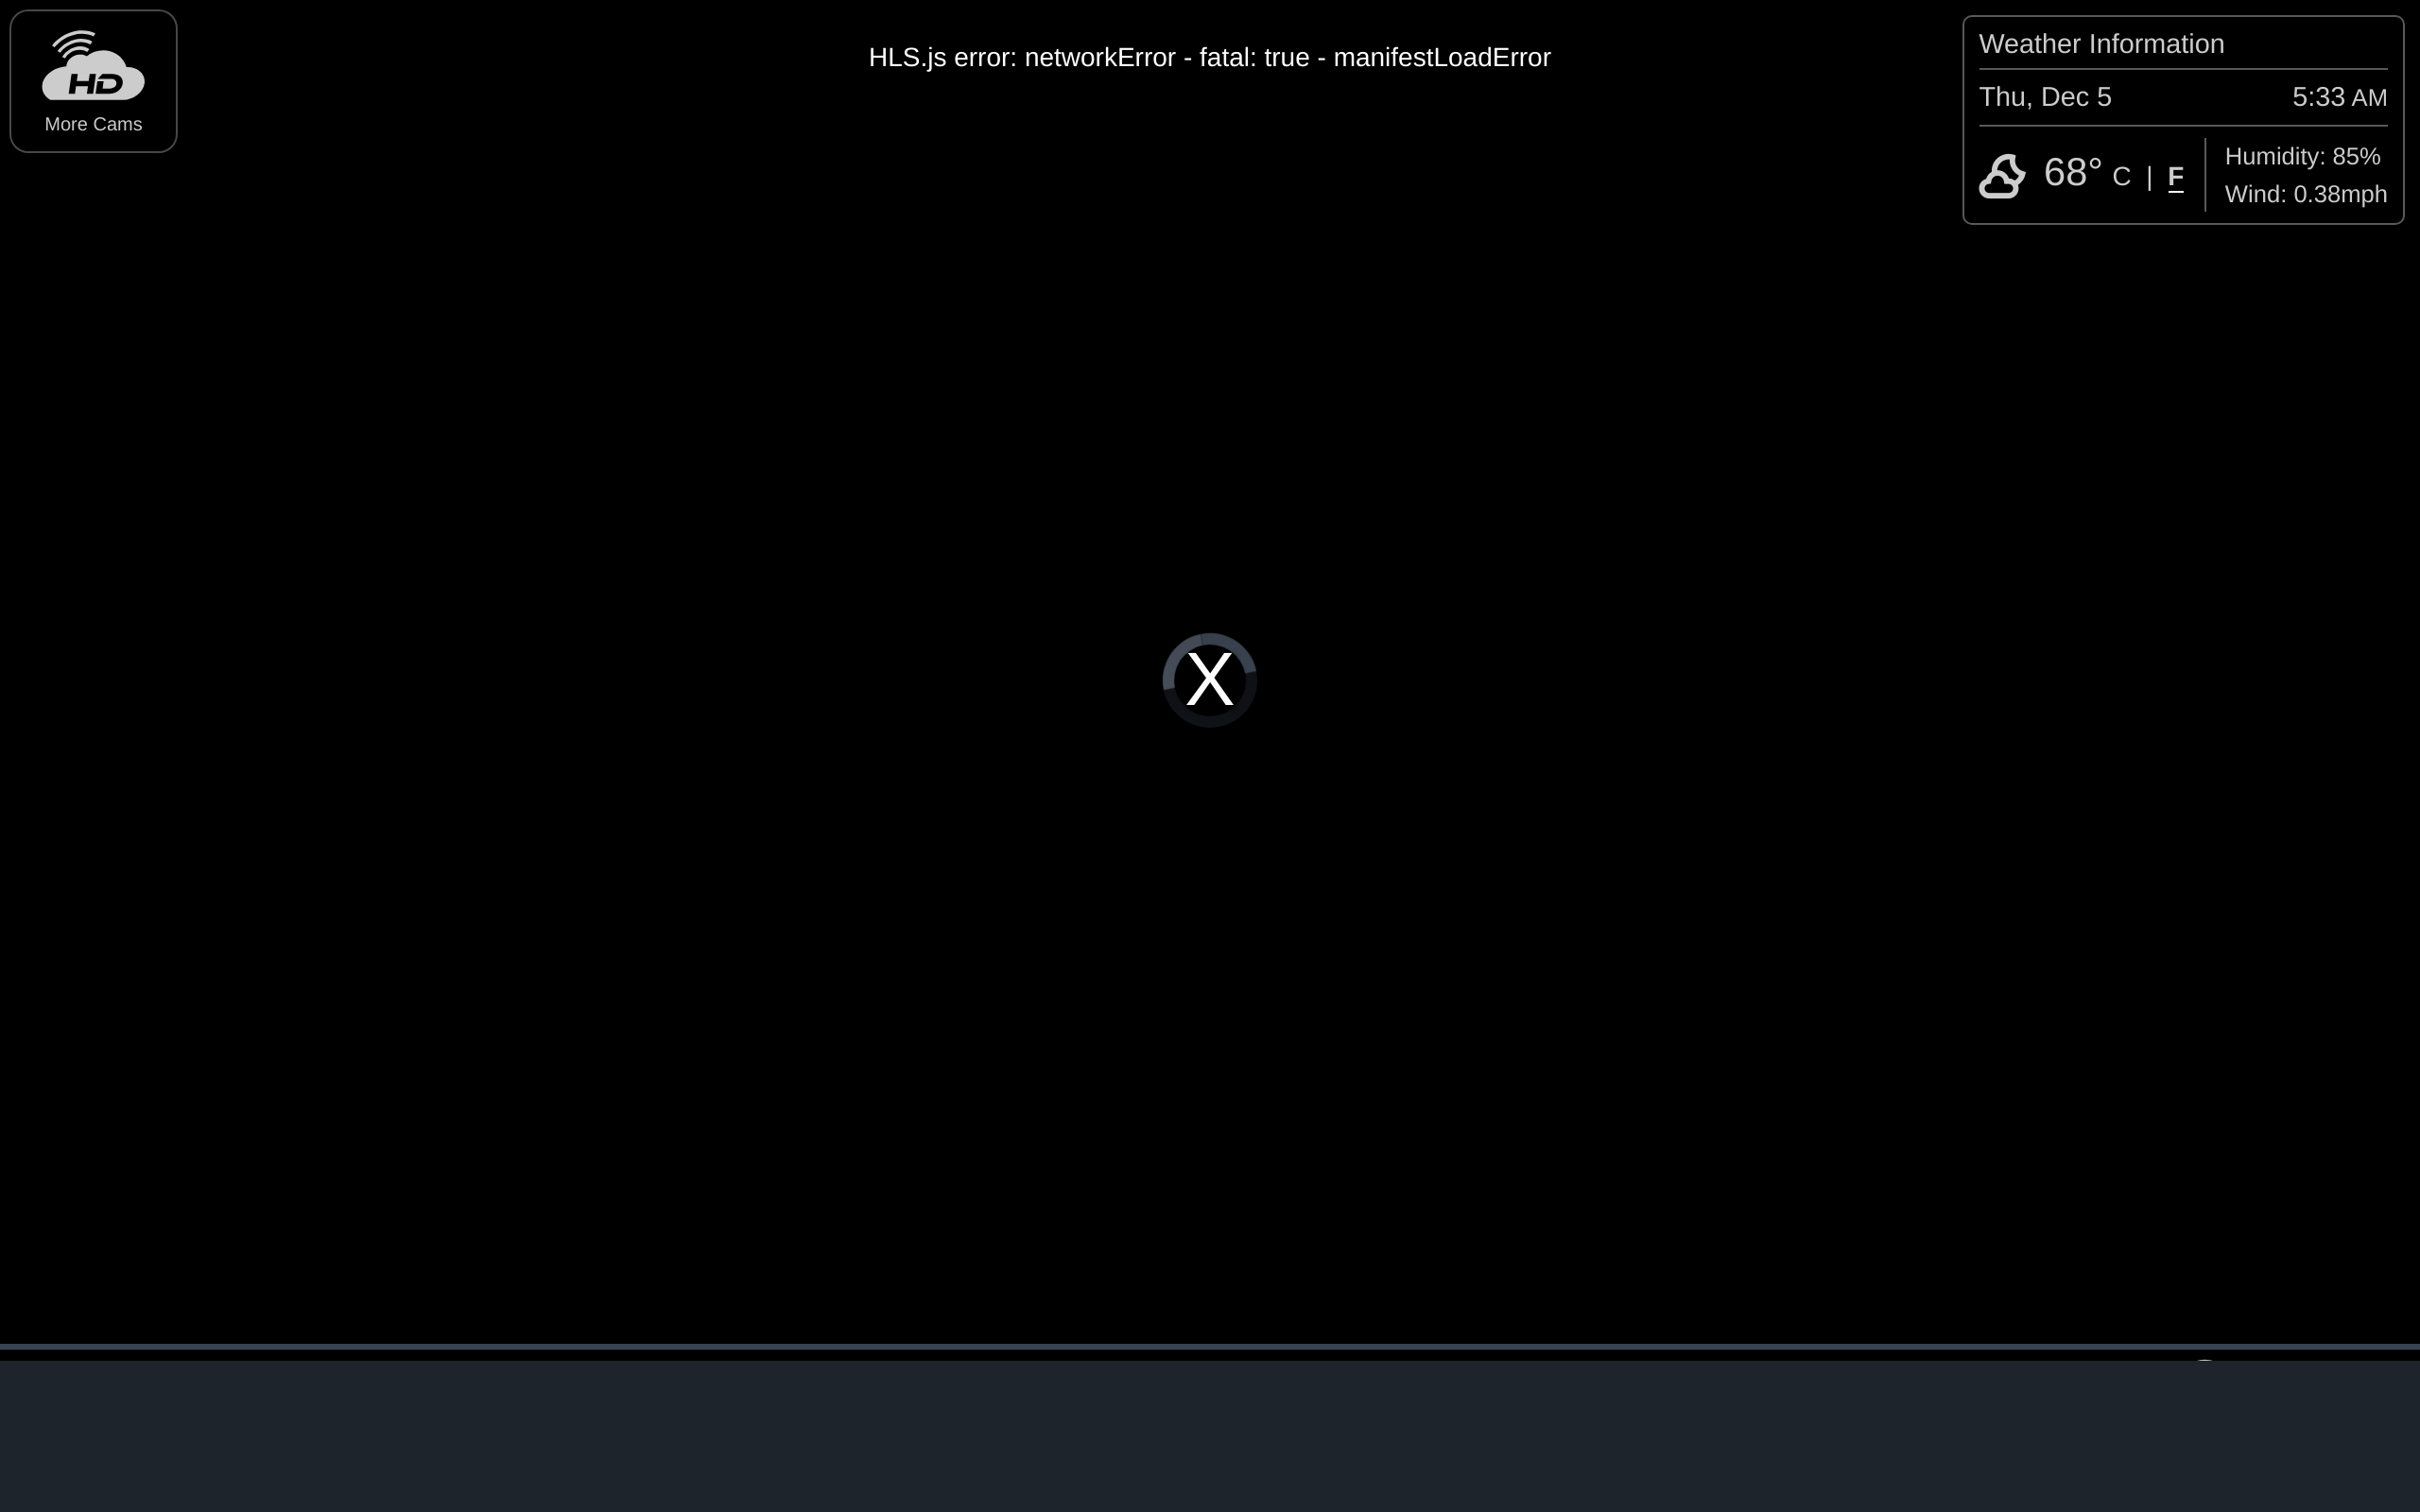 HD
More Cams
HLS.js error: networkError - fatal: true - manifestLoadError
Weather Information
Thu, Dec 5 5:33 AM
68° C | F
Humidity: 85%
Wind: 0.38mph
X